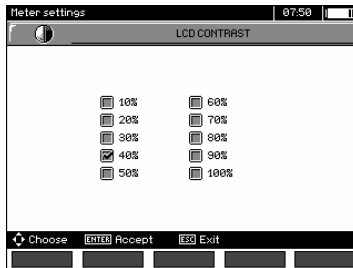 Meter settings 07:50
LCD CONTRAST
10% 60%
20% 70%
30% 80%
40% 90%
50% 100%
Choose ENTER Accept ESC Exit